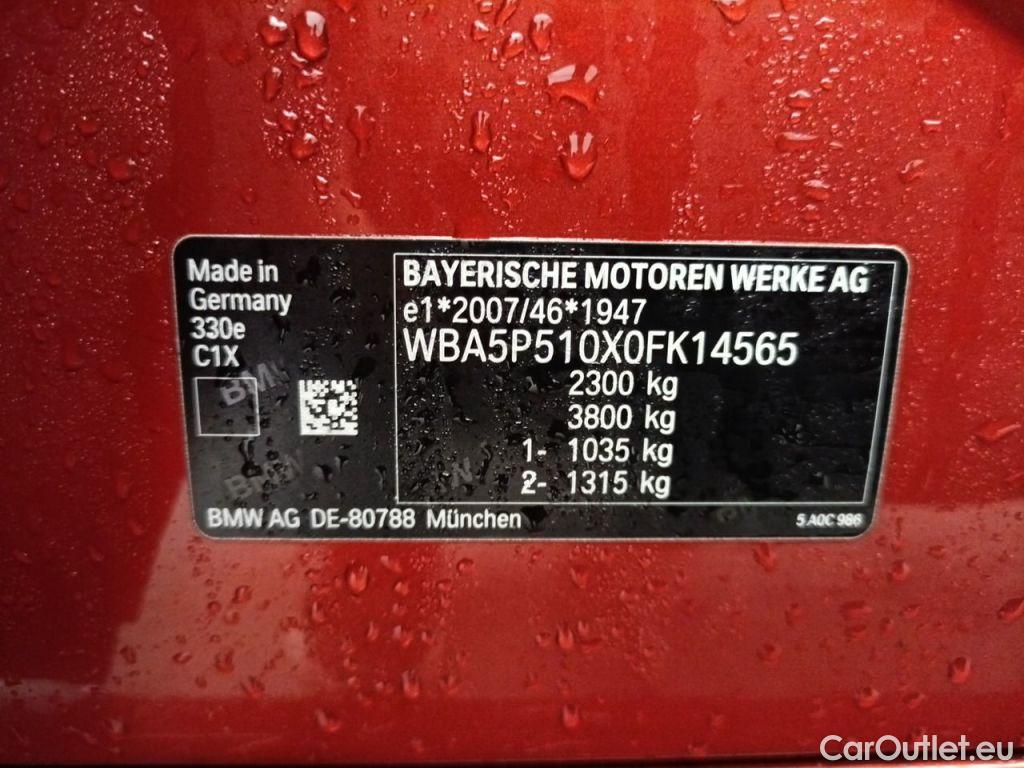 Made in
Germany
330e
C1X
BAYERISCHE MOTOREN WERKE AG
e1*2007/46*1947
WBA5P510X0FK14565
2300 kg
3800 kg
1- 1035 kg
2- 1315 kg
BMW AG DE-80788 München
5 A0C 986
CarOutlet.eu